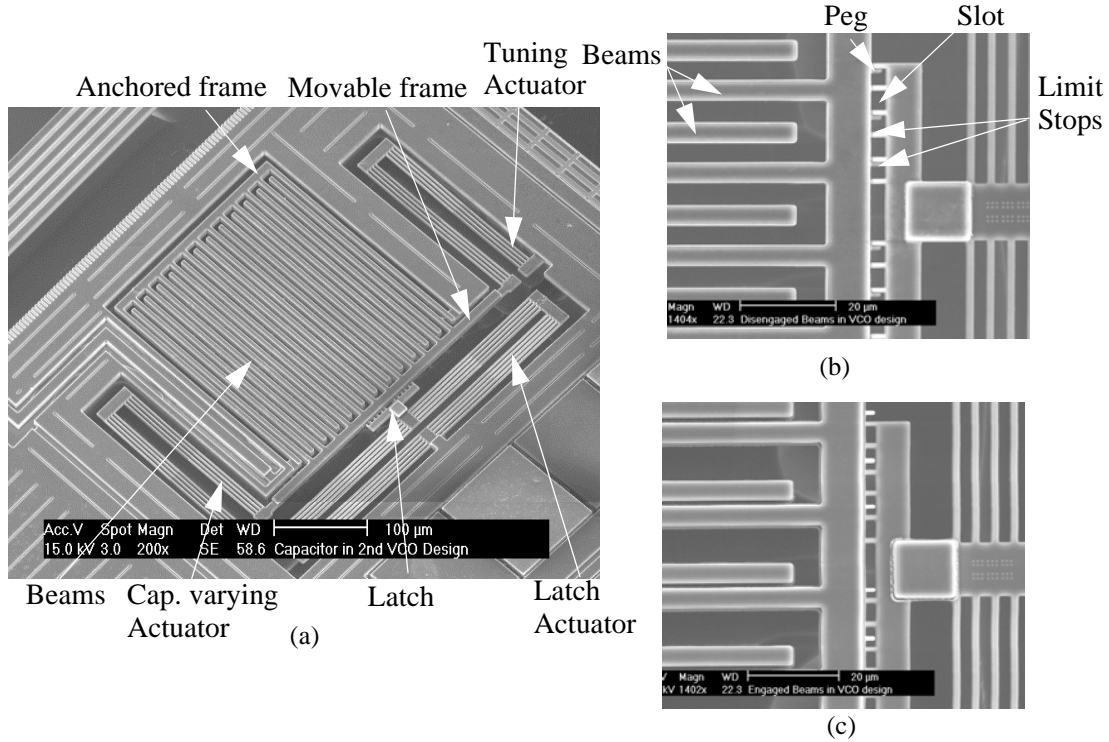 Anchored frame
Movable frame
Tuning
Actuator
Acc.V Spot Magn Det WD 100 µm
15.0 kV 3.0 200x SE 58.6 Capacitor in 2nd VCO Design
Beams
Cap. varying
Actuator
Latch
Latch
Actuator
(a)
Peg
Slot
Beams
Limit
Stops
Magn WD 20 µm
1404x 22.3 Disengaged Beams in VCO design
(b)
Magn WD 20 µm
kV 1402x 22.3 Engaged Beams in VCO design
(c)